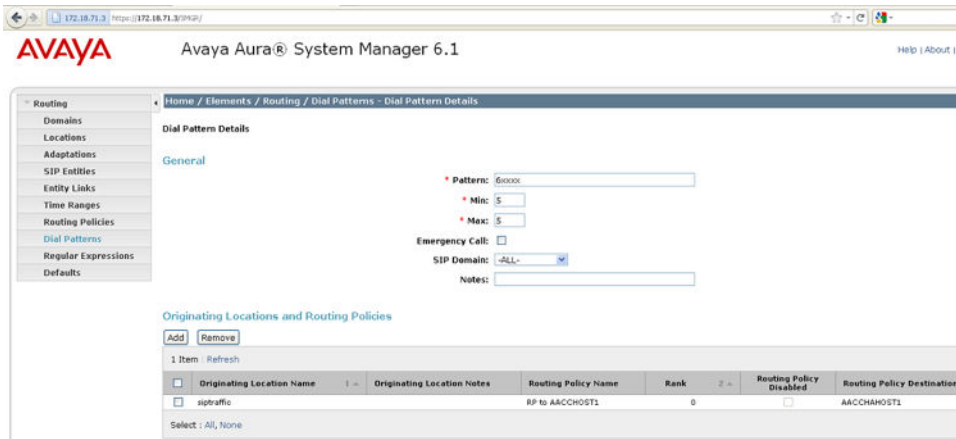 172.18.71.3 https://172.18.71.3/SMGR/
AVAYA
Avaya Aura® System Manager 6.1
Help | About |
Routing
Domains
Locations
Adaptations
SIP Entities
Entity Links
Time Ranges
Routing Policies
Dial Patterns
Regular Expressions
Defaults
Home / Elements / Routing / Dial Patterns - Dial Pattern Details
Dial Pattern Details
General
* Pattern: 6xxxx
* Min: 5
* Max: 5
Emergency Call:
SIP Domain: -ALL-
Notes:
Originating Locations and Routing Policies
Add Remove
1 Item Refresh
Originating Location Name 1 Originating Location Notes Routing Policy Name Rank 2 Routing Policy Disabled Routing Policy Destination
siptraffic RP to AACCHOST1 0 AACCHAHOST1
Select : All, None